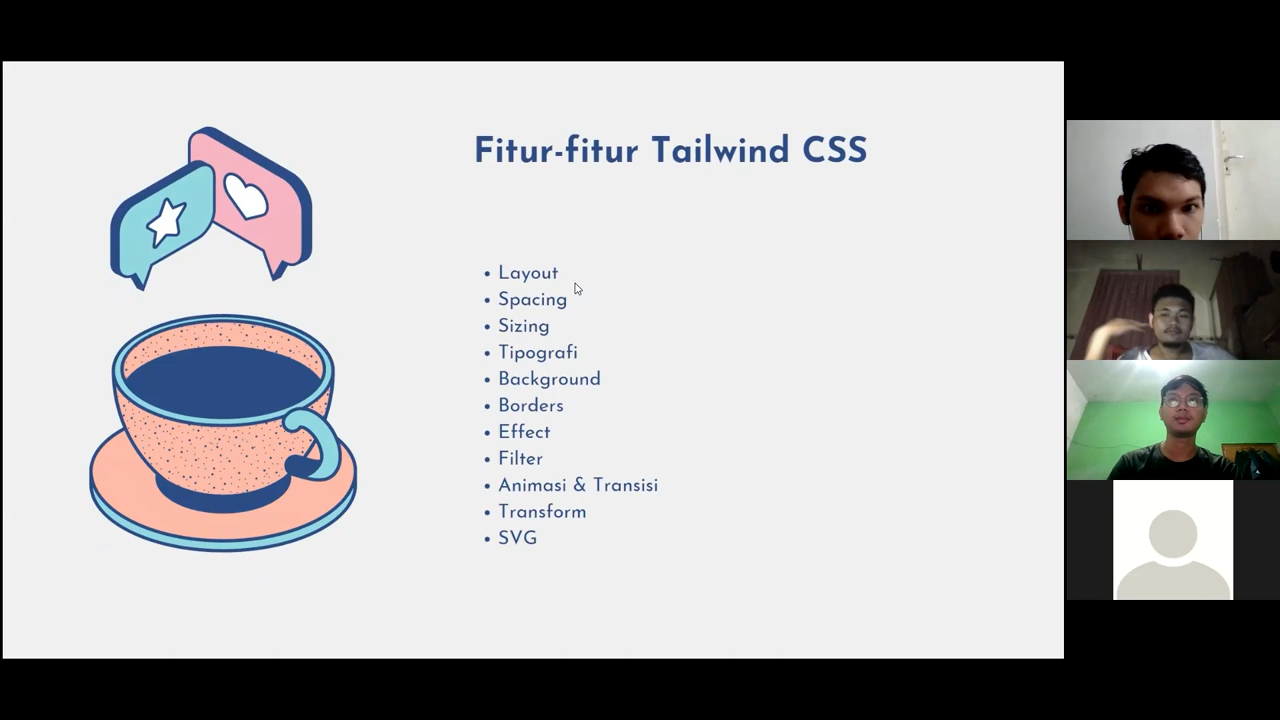 Fitur-fitur Tailwind CSS
• Layout
• Spacing
• Sizing
• Tipografi
• Background
• Borders
• Effect
• Filter
• Animasi & Transisi
• Transform
• SVG